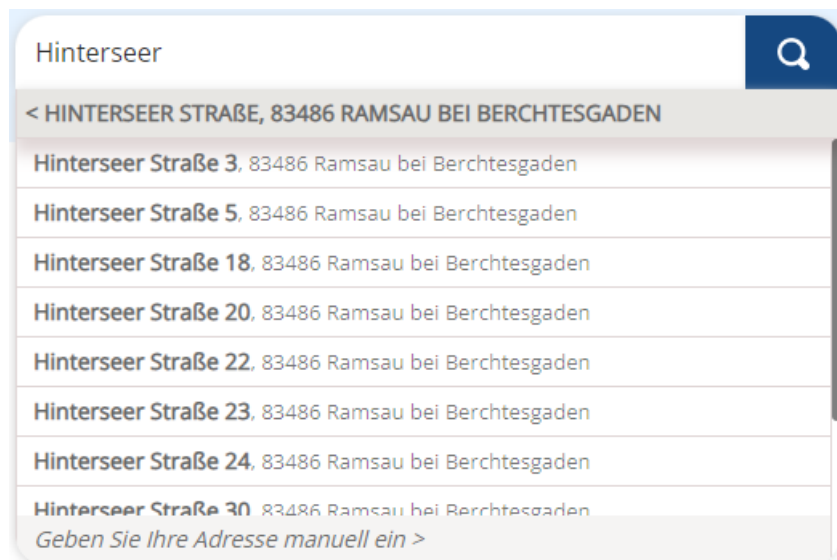 Hinterseer
< HINTERSEER STRAßE, 83486 RAMSAU BEI BERCHTESGADEN
Hinterseer Straße 3, 83486 Ramsau bei Berchtesgaden
Hinterseer Straße 5, 83486 Ramsau bei Berchtesgaden
Hinterseer Straße 18, 83486 Ramsau bei Berchtesgaden
Hinterseer Straße 20, 83486 Ramsau bei Berchtesgaden
Hinterseer Straße 22, 83486 Ramsau bei Berchtesgaden
Hinterseer Straße 23, 83486 Ramsau bei Berchtesgaden
Hinterseer Straße 24, 83486 Ramsau bei Berchtesgaden
Hinterseer Straße 30, 83486 Ramsau bei Berchtesgaden
Geben Sie Ihre Adresse manuell ein >